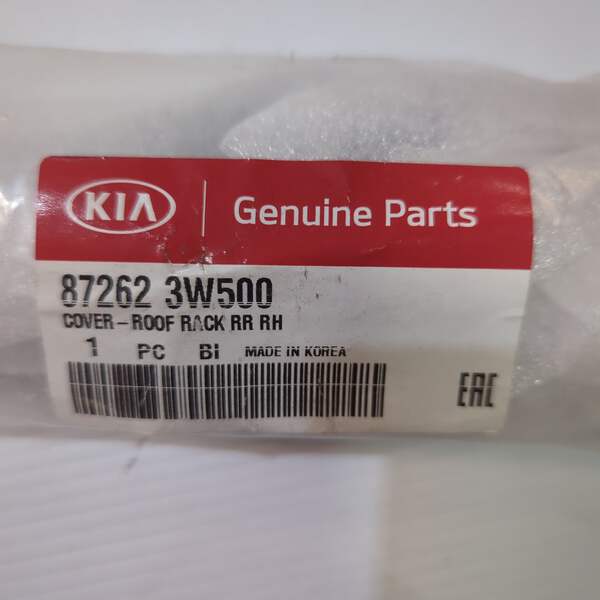 KIA
Genuine Parts
87262 3W500
COVER-ROOF RACK RR RH
1 PC BI MADE IN KOREA
EAC